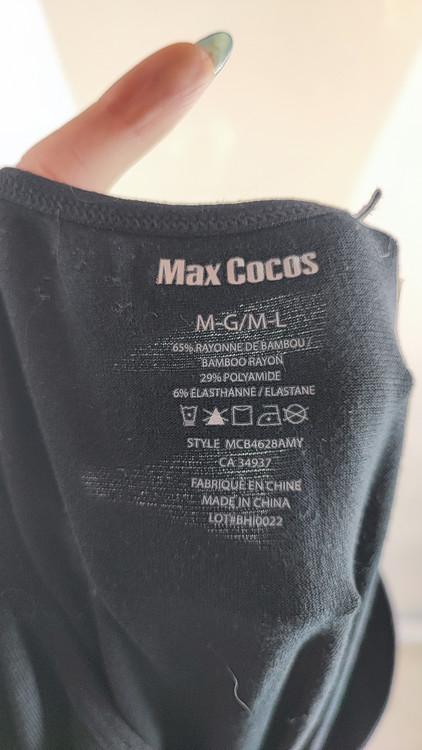 Max Cocos
M-G/M-L
65% RAYONNE DE BAMBOU /
BAMBOO RAYON
29% POLYAMIDE
6% ÉLASTHANNE / ELASTANE
STYLE MCB4628AMY
CA 34937
FABRIQUÉ EN CHINE
MADE IN CHINA
LOT#BHI0022